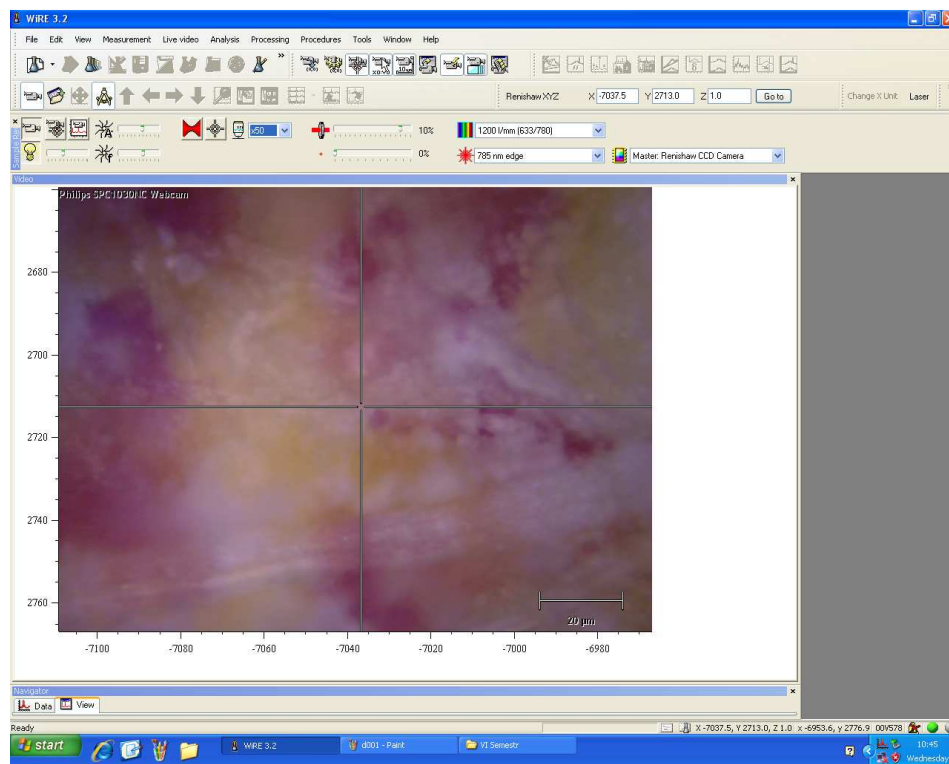 WiRE 3.2
File Edit View Measurement Live video Analysis Processing Procedures Tools Window Help
Renishaw XYZ X -7037.5 Y 2713.0 Z 1.0 Go to Change X Unit Laser
x50 10% 1200 l/mm (633/780)
0% 785 nm edge Master: Renishaw CCD Camera
Video
Philips SPC1030NC Webcam
2680
2700
2720
2740
2760
20 µm
-7100 -7080 -7060 -7040 -7020 -7000 -6980
Navigator
Data View
Ready X -7037.5, Y 2713.0, Z 1.0 x -6953.6, y 2776.9 00V578
start WiRE 3.2 d001 - Paint VI Semestr 10:45
Wednesday